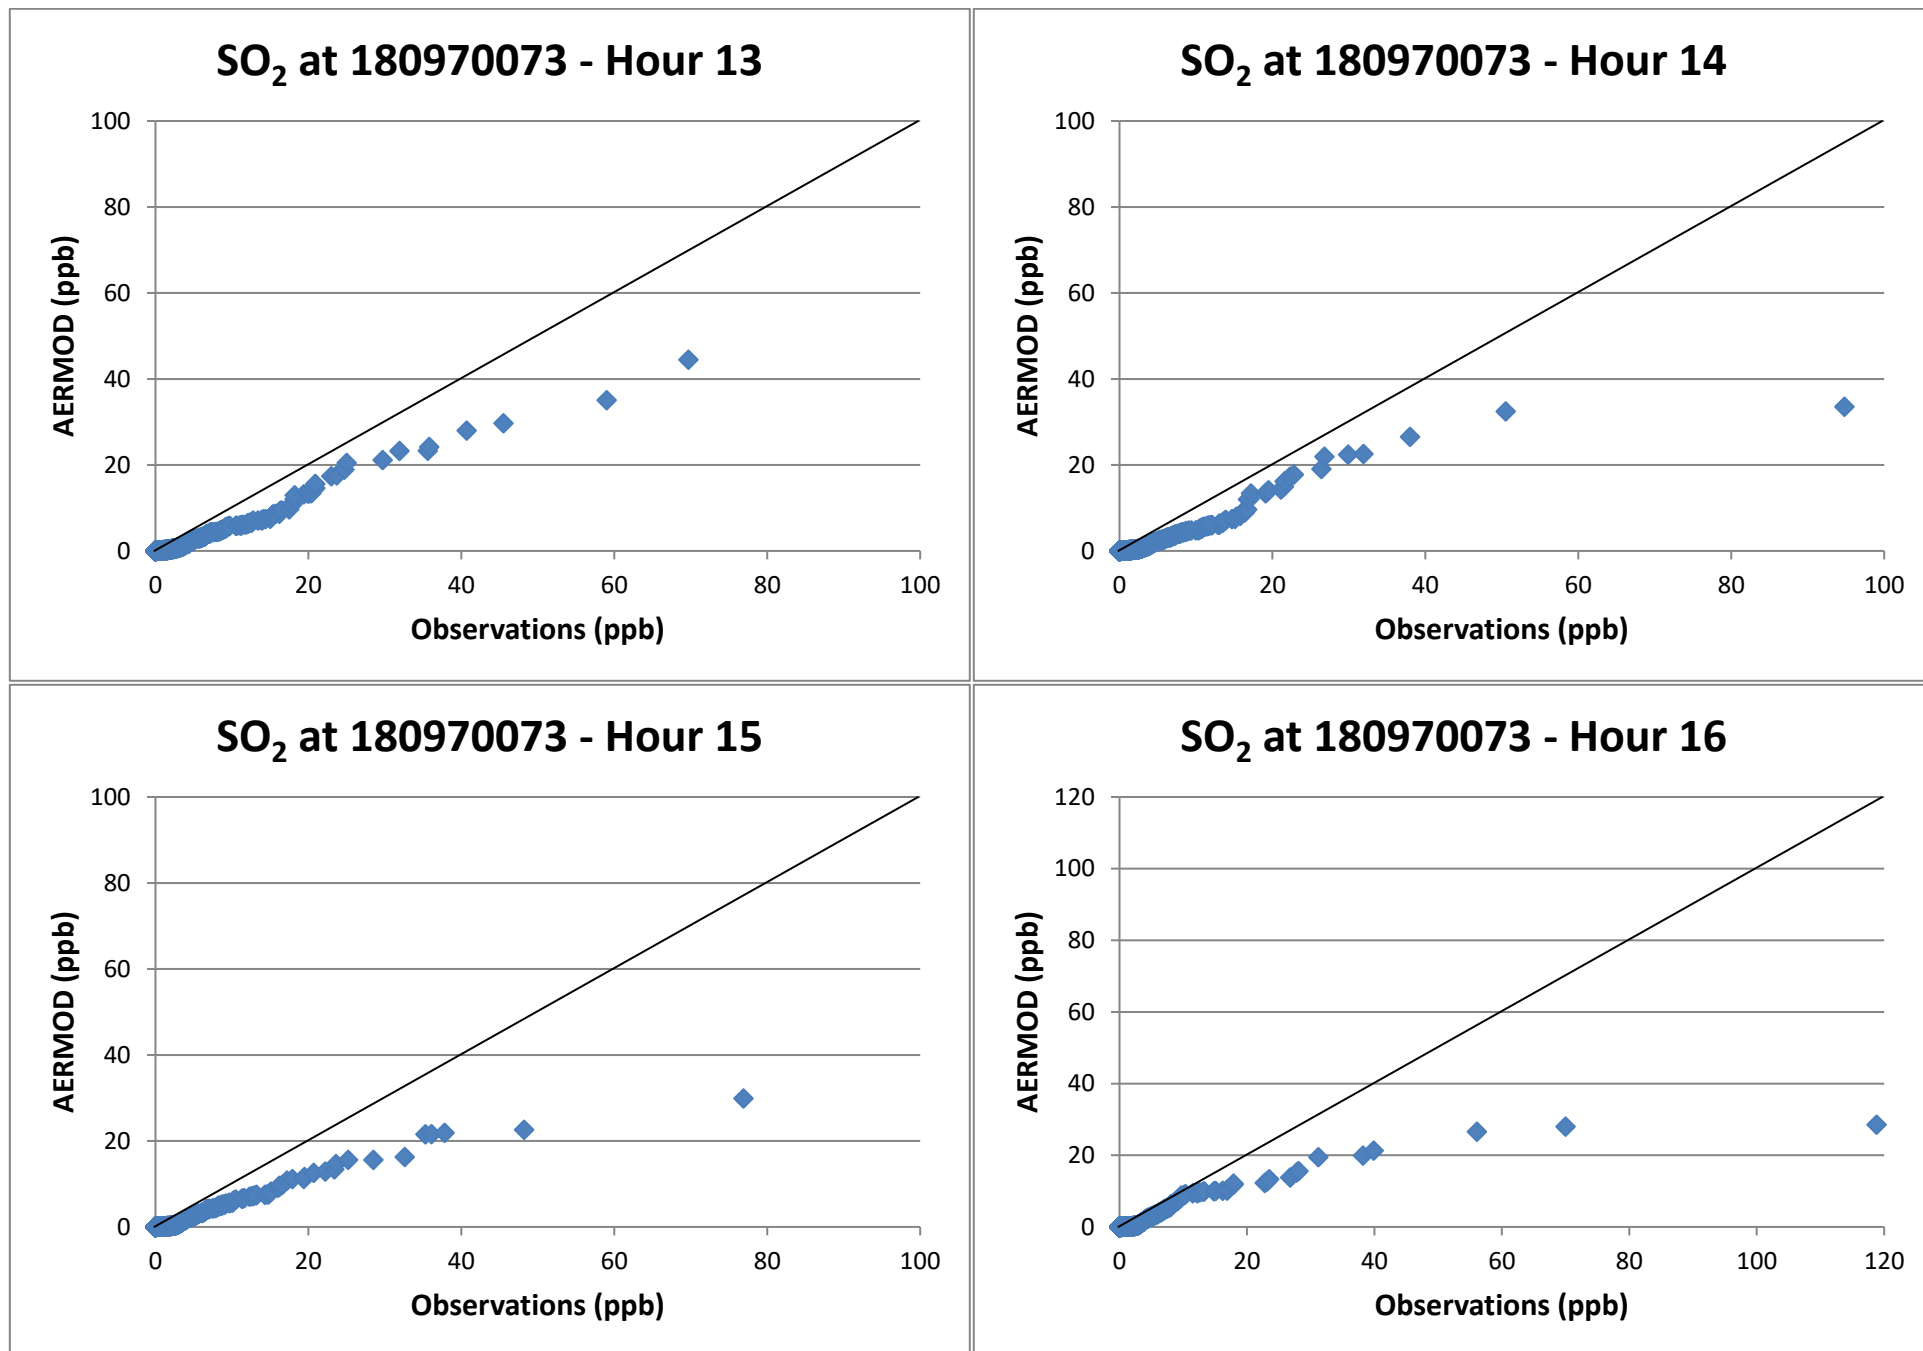 SO₂ at 180970073 - Hour 13
100
80
60
40
20
0
AERMOD (ppb)
0 20 40 60 80 100
Observations (ppb)
SO₂ at 180970073 - Hour 14
100
80
60
40
20
0
AERMOD (ppb)
0 20 40 60 80 100
Observations (ppb)
SO₂ at 180970073 - Hour 15
100
80
60
40
20
0
AERMOD (ppb)
0 20 40 60 80 100
Observations (ppb)
SO₂ at 180970073 - Hour 16
120
100
80
60
40
20
0
AERMOD (ppb)
0 20 40 60 80 100 120
Observations (ppb)